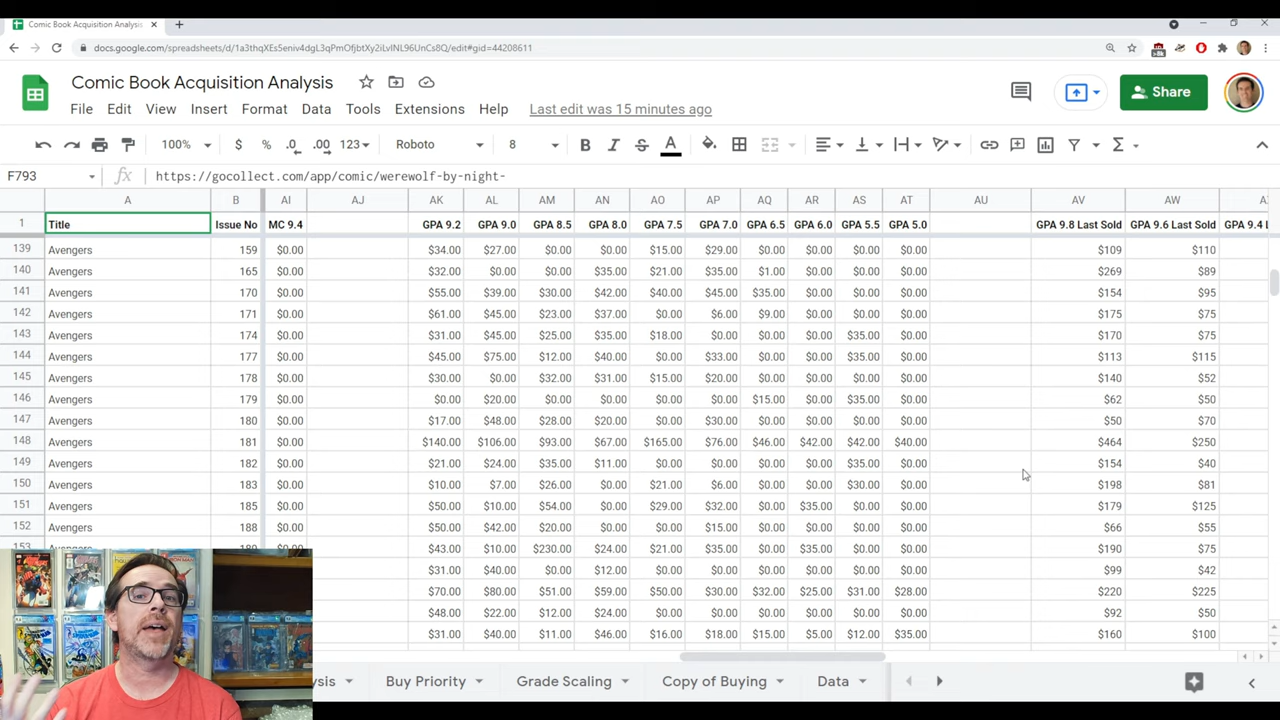 Comic Book Acquisition Analysis
docs.google.com/spreadsheets/d/1a3thqXEs5eniv4dgL3qPmOfjbtXy2iLvINL96UnCs8Q/edit#gid=44208611
Comic Book Acquisition Analysis
Share
File Edit View Insert Format Data Tools Extensions Help Last edit was 15 minutes ago
100% $ % .0 .00 123 Roboto 8 B I S A
F793 fx https://gocollect.com/app/comic/werewolf-by-night-
A B AI AJ AK AL AM AN AO AP AQ AR AS AT AU AV AW
1 Title Issue No MC 9.4 GPA 9.2 GPA 9.0 GPA 8.5 GPA 8.0 GPA 7.5 GPA 7.0 GPA 6.5 GPA 6.0 GPA 5.5 GPA 5.0 GPA 9.8 Last Sold GPA 9.6 Last Sold GPA 9.4 L
139 Avengers 159 $0.00 $34.00 $27.00 $0.00 $0.00 $15.00 $29.00 $0.00 $0.00 $0.00 $0.00 $109 $110
140 Avengers 165 $0.00 $32.00 $0.00 $0.00 $35.00 $21.00 $35.00 $1.00 $0.00 $0.00 $0.00 $269 $89
141 Avengers 170 $0.00 $55.00 $39.00 $30.00 $42.00 $40.00 $45.00 $35.00 $0.00 $0.00 $0.00 $154 $95
142 Avengers 171 $0.00 $61.00 $45.00 $23.00 $37.00 $0.00 $6.00 $9.00 $0.00 $0.00 $0.00 $175 $75
143 Avengers 174 $0.00 $31.00 $45.00 $25.00 $35.00 $18.00 $0.00 $0.00 $0.00 $35.00 $0.00 $170 $75
144 Avengers 177 $0.00 $45.00 $75.00 $12.00 $40.00 $0.00 $33.00 $0.00 $0.00 $35.00 $0.00 $113 $115
145 Avengers 178 $0.00 $30.00 $0.00 $32.00 $31.00 $15.00 $20.00 $0.00 $0.00 $0.00 $0.00 $140 $52
146 Avengers 179 $0.00 $0.00 $20.00 $0.00 $0.00 $0.00 $0.00 $15.00 $0.00 $35.00 $0.00 $62 $50
147 Avengers 180 $0.00 $17.00 $48.00 $28.00 $20.00 $0.00 $30.00 $0.00 $0.00 $0.00 $0.00 $50 $70
148 Avengers 181 $0.00 $140.00 $106.00 $93.00 $67.00 $165.00 $76.00 $46.00 $42.00 $42.00 $40.00 $464 $250
149 Avengers 182 $0.00 $21.00 $24.00 $35.00 $11.00 $0.00 $0.00 $0.00 $0.00 $35.00 $0.00 $154 $40
150 Avengers 183 $0.00 $10.00 $7.00 $26.00 $0.00 $21.00 $6.00 $0.00 $0.00 $30.00 $0.00 $198 $81
151 Avengers 185 $0.00 $50.00 $10.00 $54.00 $0.00 $29.00 $32.00 $0.00 $35.00 $0.00 $0.00 $179 $125
152 Avengers 188 $0.00 $50.00 $42.00 $20.00 $0.00 $0.00 $15.00 $0.00 $0.00 $0.00 $0.00 $66 $55
153 Avengers 189 $0.00 $43.00 $10.00 $230.00 $24.00 $21.00 $35.00 $0.00 $35.00 $0.00 $0.00 $190 $75
$31.00 $40.00 $0.00 $12.00 $0.00 $0.00 $0.00 $0.00 $0.00 $0.00 $99 $42
$70.00 $80.00 $51.00 $59.00 $50.00 $30.00 $32.00 $25.00 $31.00 $28.00 $220 $225
$48.00 $22.00 $12.00 $24.00 $0.00 $0.00 $0.00 $0.00 $0.00 $0.00 $92 $50
$31.00 $40.00 $11.00 $46.00 $16.00 $18.00 $15.00 $5.00 $12.00 $35.00 $160 $100
sis Buy Priority Grade Scaling Copy of Buying Data